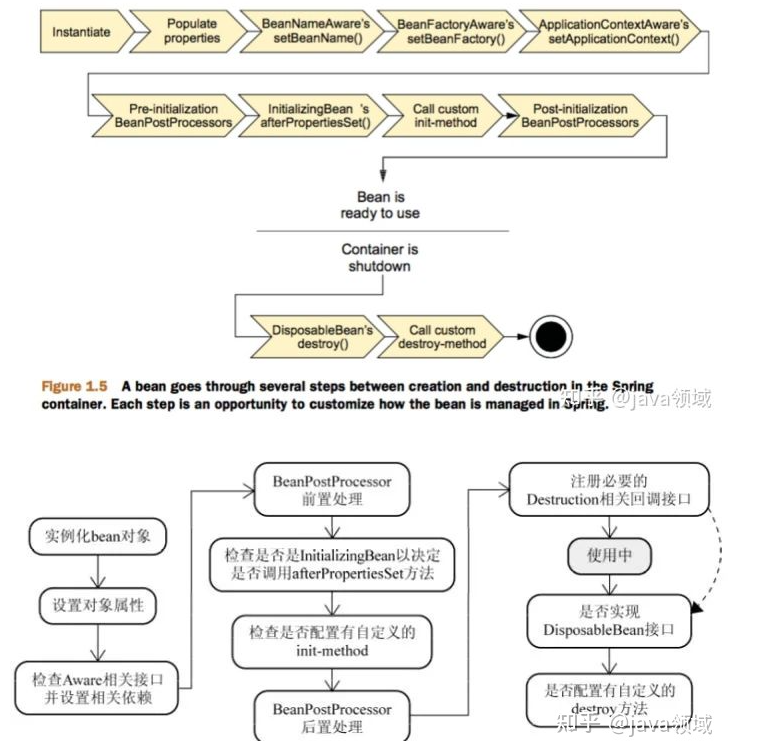 Instantiate
Populate
properties
BeanNameAware's
setBeanName()
BeanFactoryAware's
setBeanFactory()
ApplicationContextAware's
setApplicationContext()
Pre-initialization
BeanPostProcessors
InitializingBean 's
afterPropertiesSet()
Call custom
init-method
Post-initialization
BeanPostProcessors
Bean is
ready to use
Container is
shutdown
DisposableBean's
destroy()
Call custom
destroy-method
Figure 1.5 A bean goes through several steps between creation and destruction in the Spring
container. Each step is an opportunity to customize how the bean is managed in Spring.
知乎 @java领域
实例化bean对象
设置对象属性
检查Aware相关接口
并设置相关依赖
BeanPostProcessor
前置处理
检查是否是InitializingBean以决定
是否调用afterPropertiesSet方法
检查是否配置有自定义的
init-method
BeanPostProcessor
后置处理
注册必要的
Destruction相关回调接口
使用中
是否实现
DisposableBean接口
是否配置有自定义的
destroy方法
知乎 @java领域